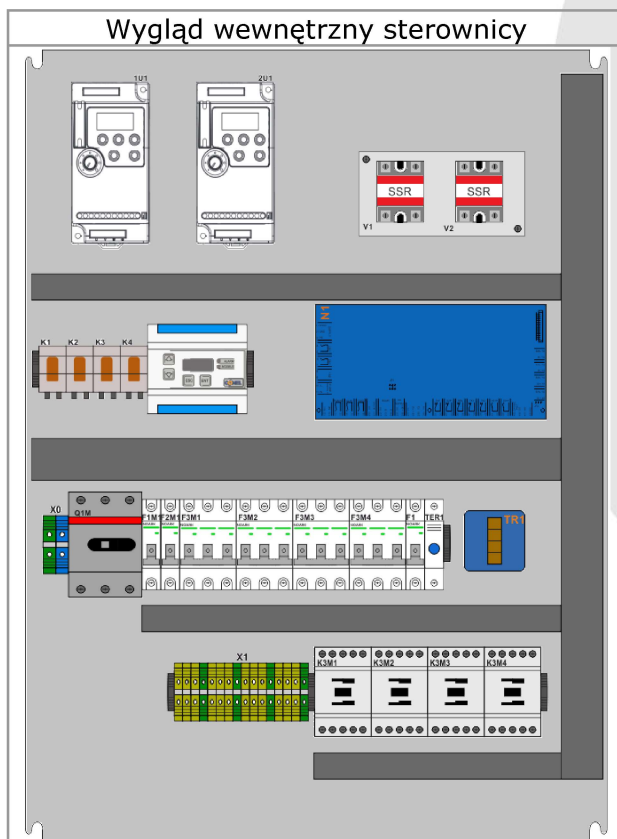 Wygląd wewnętrzny sterownicy
1U1
2U1
SSR
SSR
V1
V2
K1
K2
K3
K4
N1
X0
Q1M
F1M1
F2M1
F3M1
F3M2
F3M3
F3M4
F1
TER1
TR1
X1
K3M1
K3M2
K3M3
K3M4